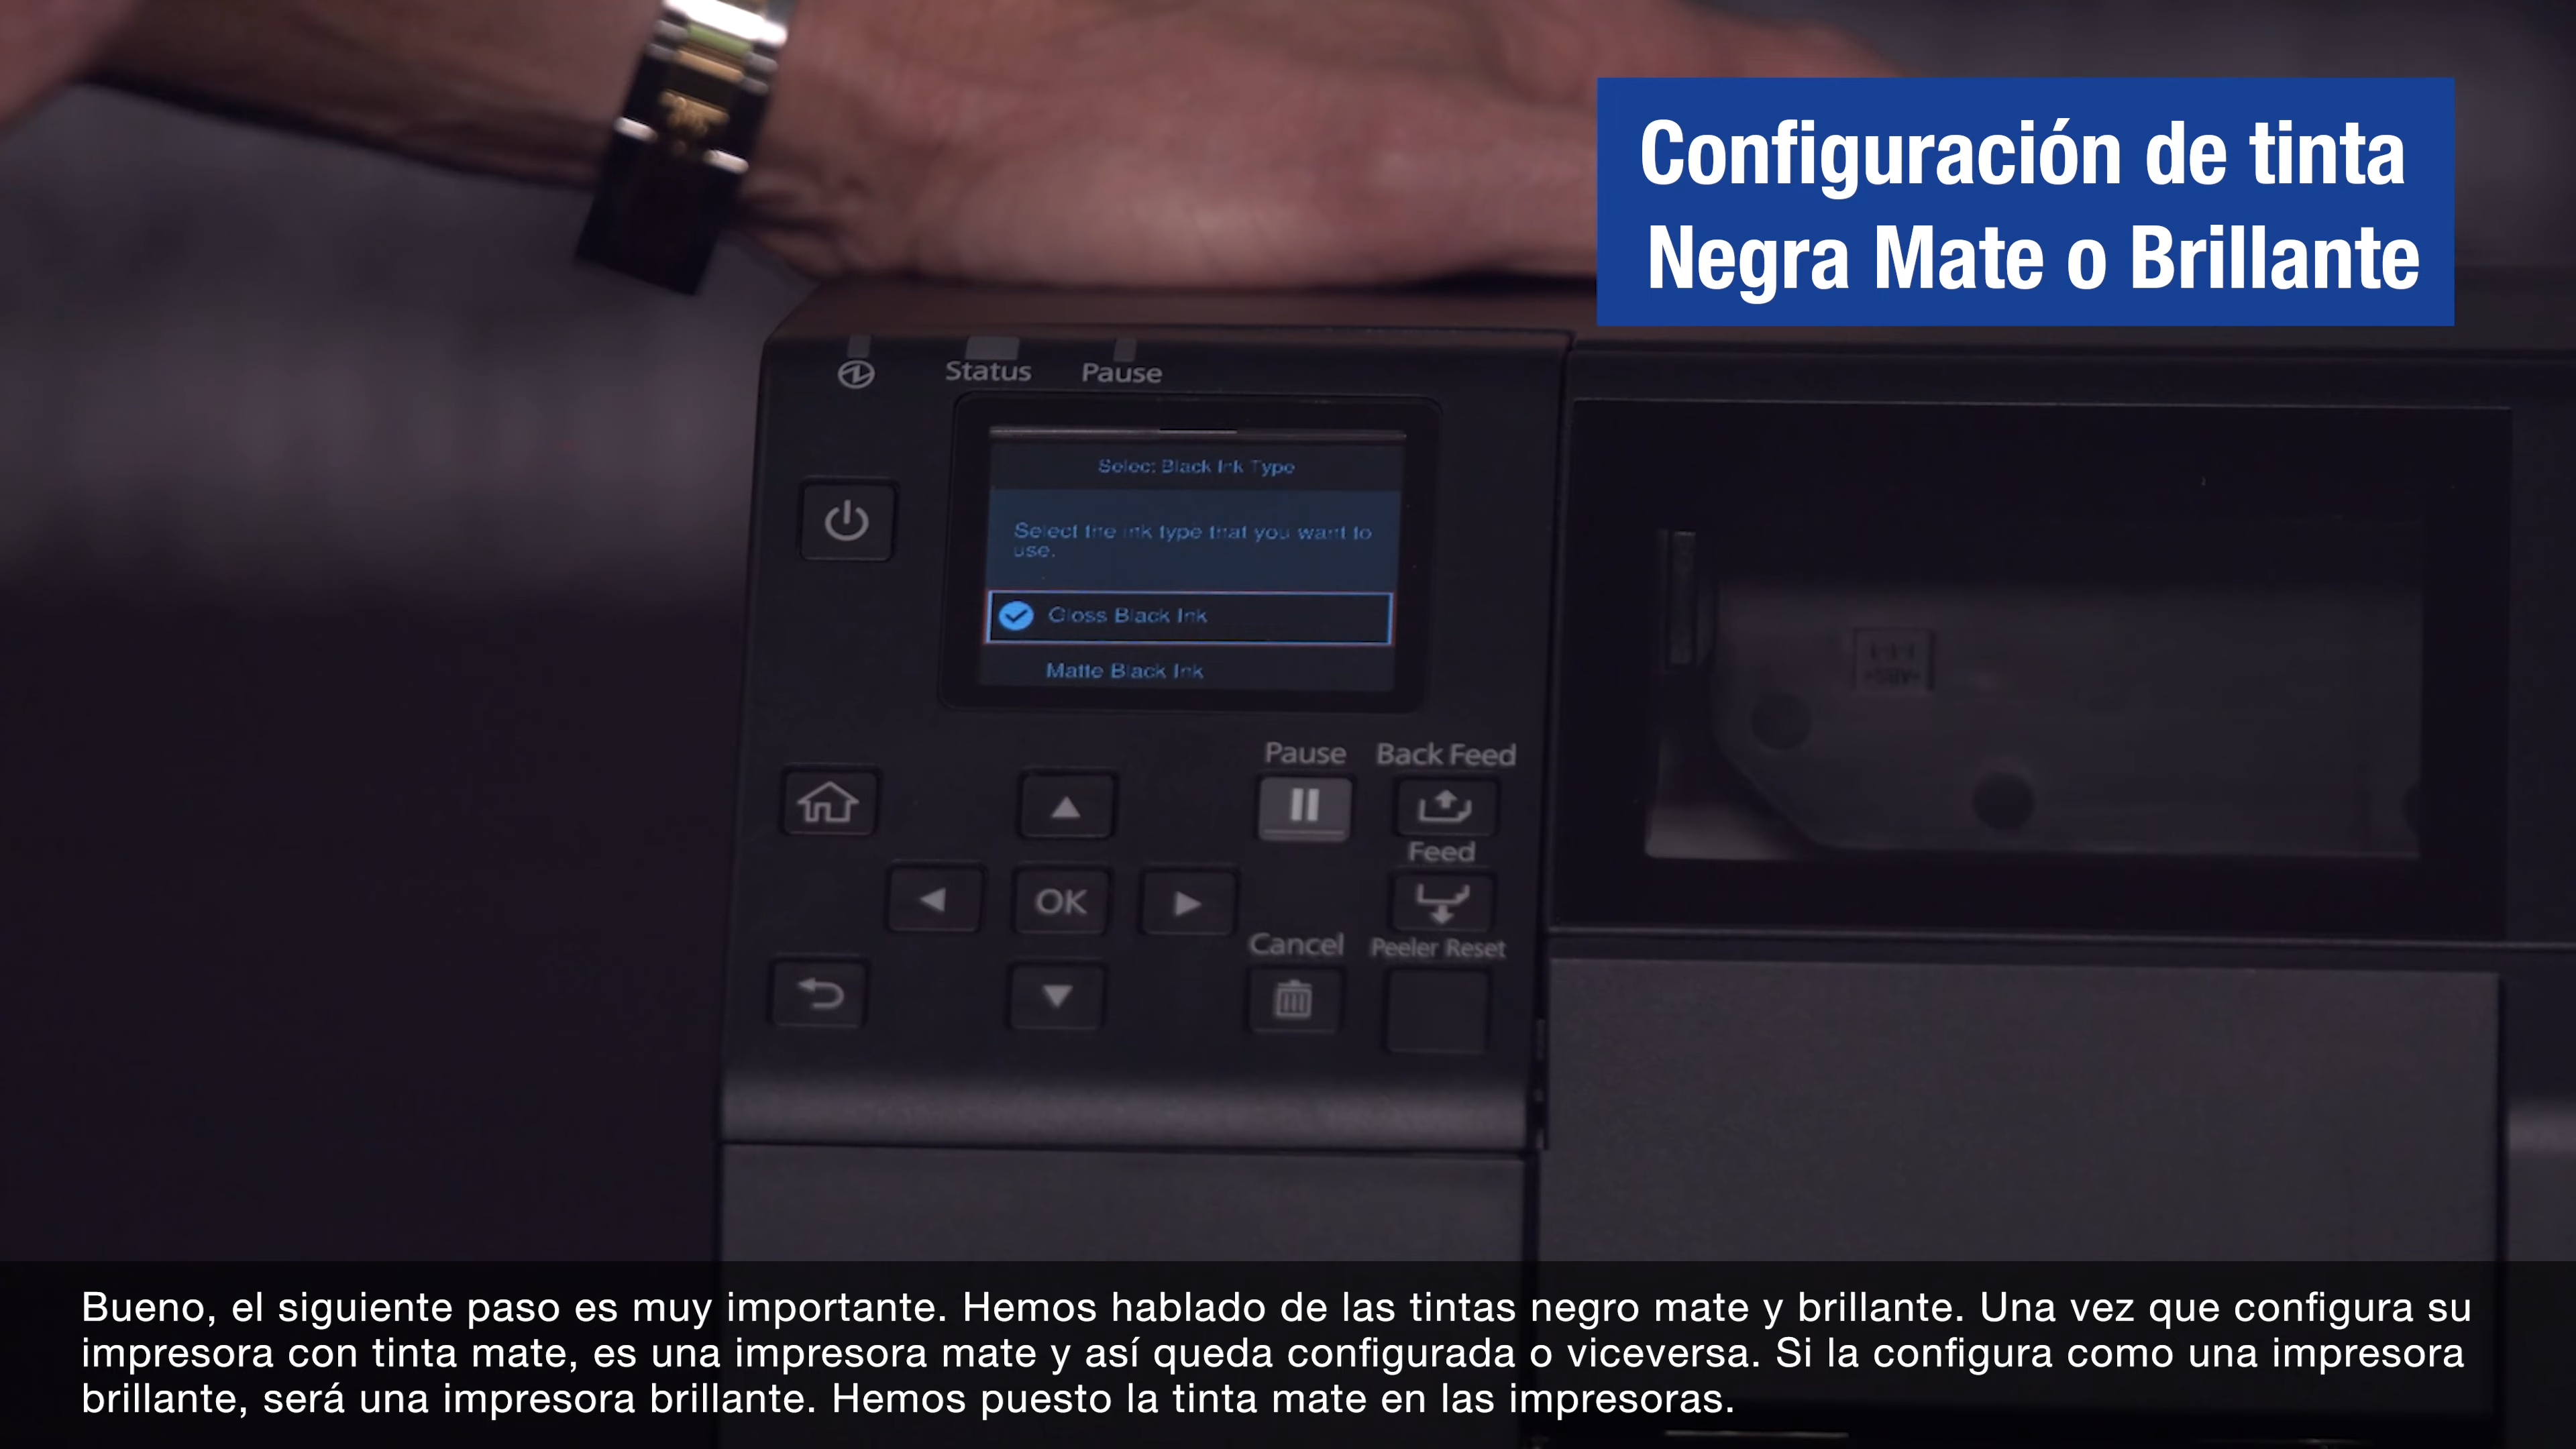 Configuración de tinta
Negra Mate o Brillante
Status
Pause
Select Black Ink Type
Select the ink type that you want to
use.
Gloss Black Ink
Matte Black Ink
Pause
Back Feed
Feed
OK
Cancel
Peeler Reset
Bueno, el siguiente paso es muy importante. Hemos hablado de las tintas negro mate y brillante. Una vez que configura su
impresora con tinta mate, es una impresora mate y así queda configurada o viceversa. Si la configura como una impresora
brillante, será una impresora brillante. Hemos puesto la tinta mate en las impresoras.